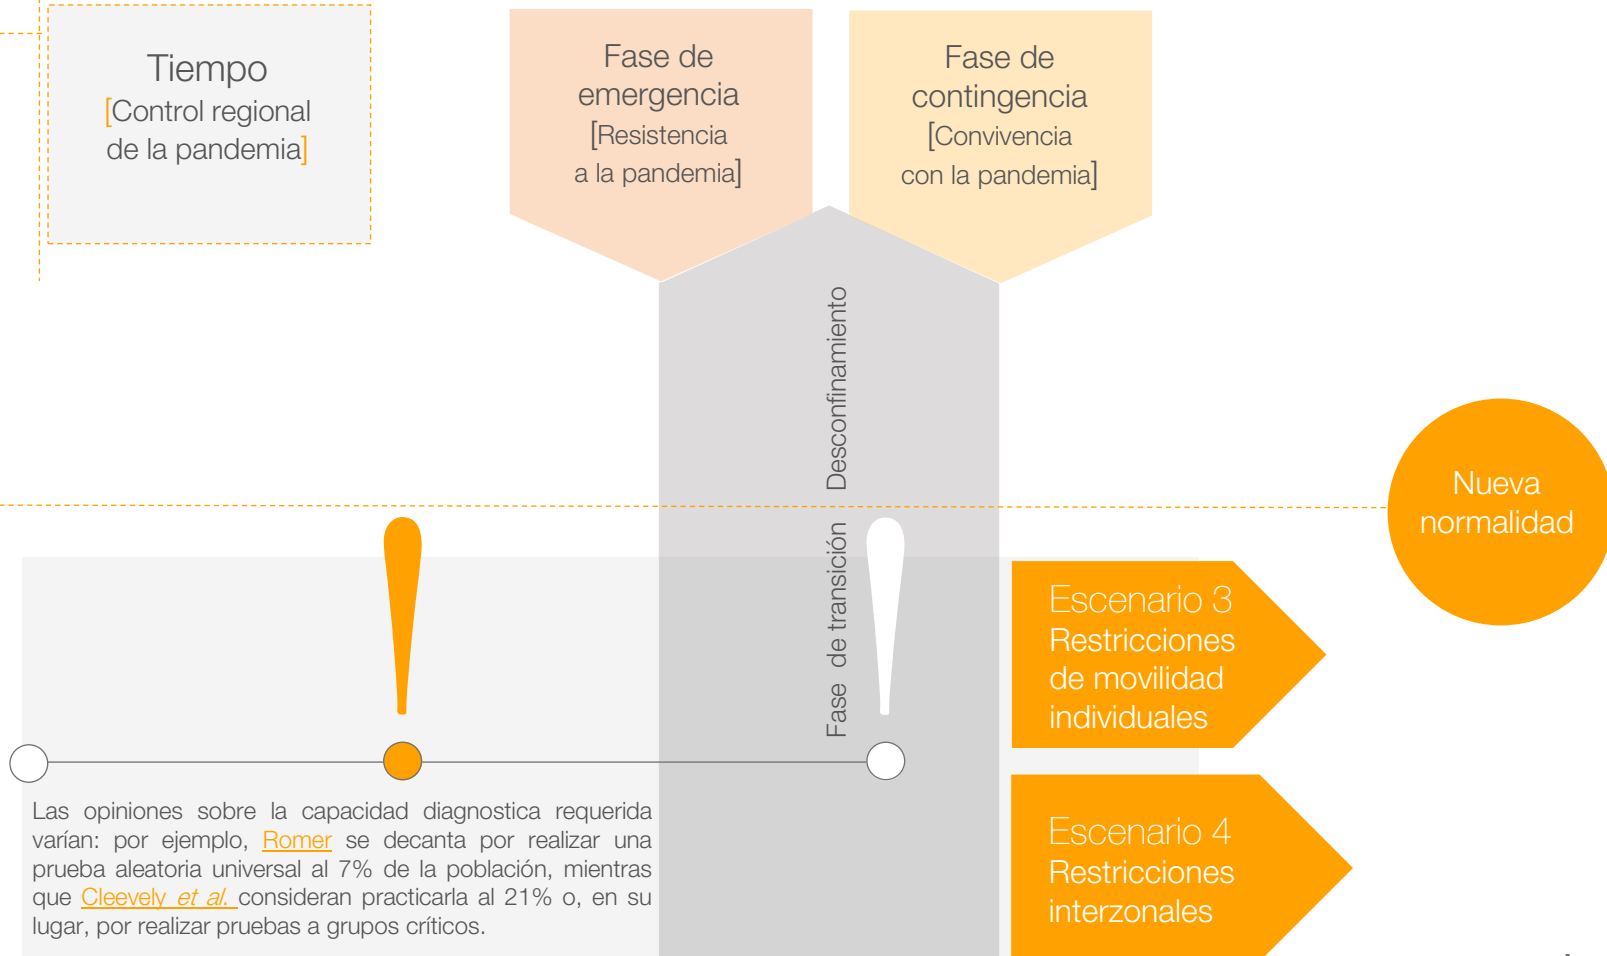 Tiempo
[Control regional
de la pandemia]
Fase de
emergencia
[Resistencia
a la pandemia]
Fase de
contingencia
[Convivencia
con la pandemia]
Fase de transición Desconfinamiento
Nueva
normalidad
Escenario 3
Restricciones
de movilidad
individuales
Las opiniones sobre la capacidad diagnostica requerida
varían: por ejemplo, Romer se decanta por realizar una
prueba aleatoria universal al 7% de la población, mientras
que Cleevely et al. consideran practicarla al 21% o, en su
lugar, por realizar pruebas a grupos críticos.
Escenario 4
Restricciones
interzonales